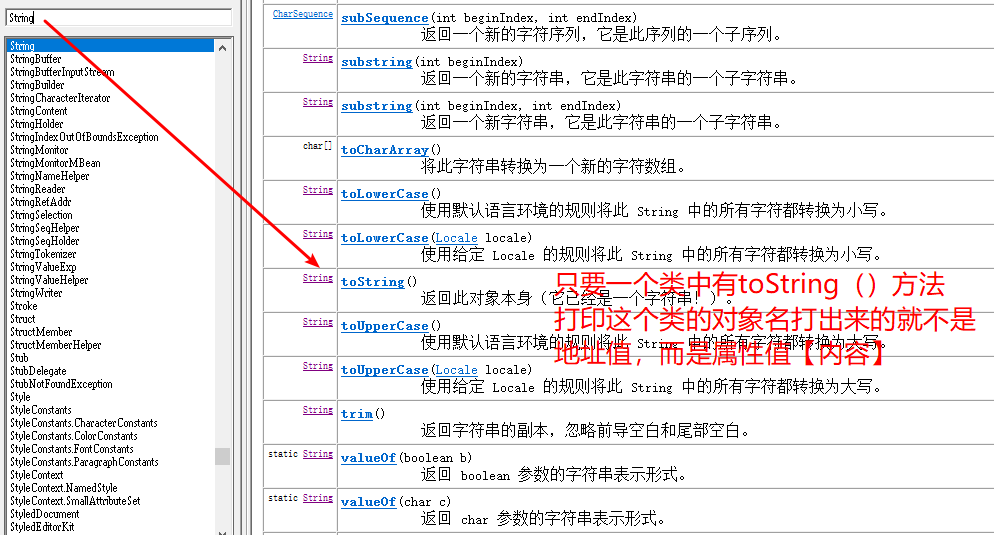 String
String
StringBuffer
StringBufferInputStream
StringBuilder
StringCharacterIterator
StringContent
StringHolder
StringIndexOutOfBoundsException
StringMonitor
StringMonitorMBean
StringNameHelper
StringReader
StringRefAddr
StringSelection
StringSeqHelper
StringSeqHolder
StringTokenizer
StringValueExp
StringValueHelper
StringWriter
Stroke
Struct
StructMember
StructMemberHelper
Stub
StubDelegate
StubNotFoundException
Style
StyleConstants
StyleConstants.CharacterConstants
StyleConstants.ColorConstants
StyleConstants.FontConstants
StyleConstants.ParagraphConstants
StyleContext
StyleContext.NamedStyle
StyleContext.SmallAttributeSet
StyledDocument
StyledEditorKit
CharSequence subSequence(int beginIndex, int endIndex)
返回一个新的字符序列，它是此序列的一个子序列。
String substring(int beginIndex)
返回一个新的字符串，它是此字符串的一个子字符串。
String substring(int beginIndex, int endIndex)
返回一个新字符串，它是此字符串的一个子字符串。
char[] toCharArray()
将此字符串转换为一个新的字符数组。
String toLowerCase()
使用默认语言环境的规则将此 String 中的所有字符都转换为小写。
String toLowerCase(Locale locale)
使用给定 Locale 的规则将此 String 中的所有字符都转换为小写。
String toString()
返回此对象本身（它已经是一个字符串！）。
String toUpperCase()
使用默认语言环境的规则将此 String 中的所有字符都转换为大写。
String toUpperCase(Locale locale)
使用给定 Locale 的规则将此 String 中的所有字符都转换为大写。
String trim()
返回字符串的副本，忽略前导空白和尾部空白。
static String valueOf(boolean b)
返回 boolean 参数的字符串表示形式。
static String valueOf(char c)
返回 char 参数的字符串表示形式。
只要一个类中有toString（）方法
打印这个类的对象名打出来的就不是
地址值，而是属性值【内容】